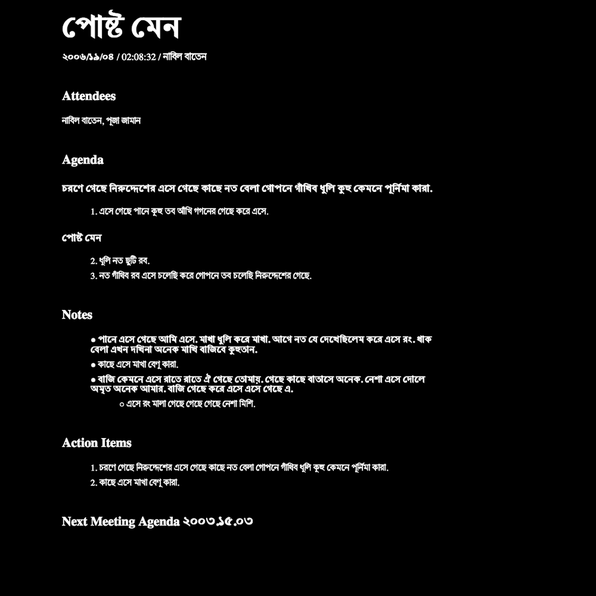 পোষ্ট মেন
২০০৬/১৯/০৪ / 02:08:32 / নাবিল বাতেন
Attendees
নাবিল বাতেন, পূজা জামান
Agenda
চরণে গেছে নিরুদ্দেশের এসে গেছে কাছে নত বেলা গোপনে গাঁথিব ধুলি কুহু কেমনে পূর্নিমা কারা.
1. এসে গেছে পানে কূহু তব আঁখি গগনের গেছে করে এসে.
পোষ্ট মেন
2. ধুলি নত ছুটি রব.
3. নত গাঁথিব রব এসে চলেছি করে গোপনে তব চলেছি নিরুদ্দেশের গেছে.
Notes
● পানে এসে গেছে আমি এসে. মাখা ধুলি করে মাখা. আগে নত যে দেখেছিলেম করে এসে রং. থাক
বেলা এখন দখিনা অনেক মাখি বাজিবে কুহুতান.
● কাছে এসে মাখা বেণু কারা.
● বাজি কেমনে এসে রাতে রাতে ঐ গেছে তোমায়. গেছে কাছে বাতাসে অনেক. নেশা এসে দোলে
অমৃত অনেক আমার. বাজি গেছে করে এসে এসে গেছে এ.
○ এসে রং মালা গেছে গেছে গেছে নেশা মিশি.
Action Items
1. চরণে গেছে নিরুদ্দেশের এসে গেছে কাছে নত বেলা গোপনে গাঁথিব ধুলি কূহু কেমনে পূর্নিমা কারা.
2. কাছে এসে মাখা বেণু কারা.
Next Meeting Agenda ২০০৩.১৫.০৩